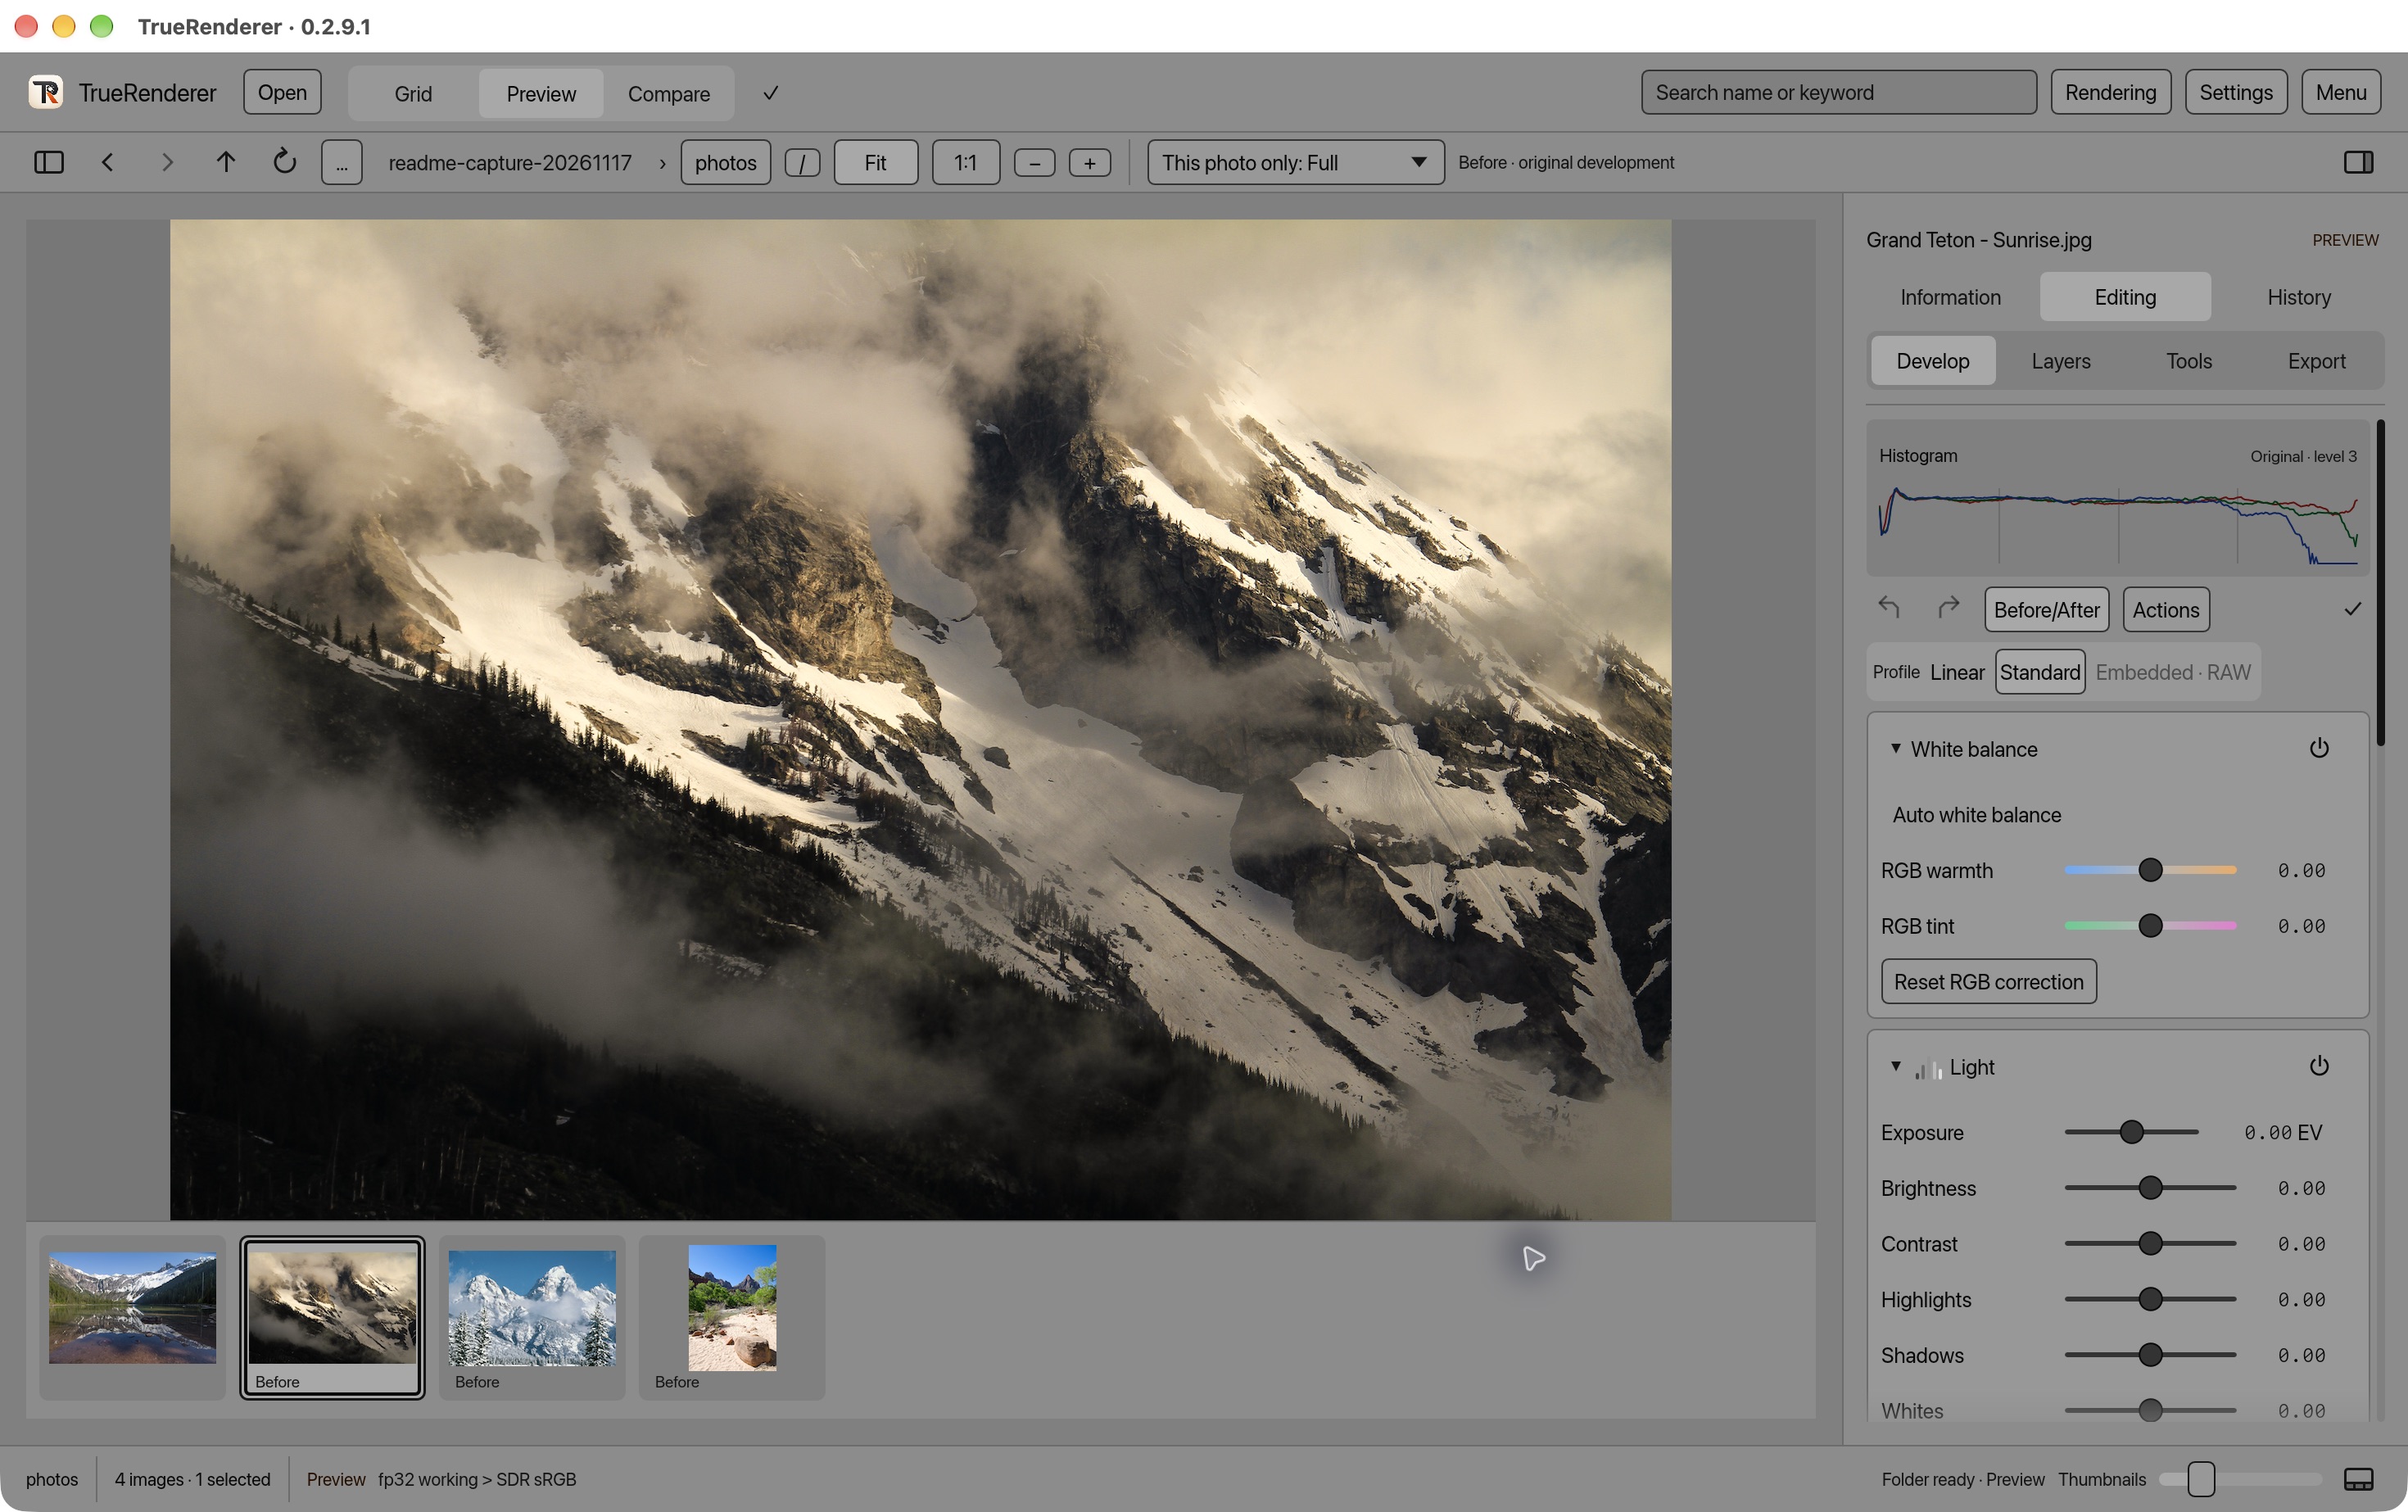 TrueRenderer · 0.2.9.1
TrueRenderer Open Grid Preview Compare ✓ Search name or keyword Rendering Settings Menu
... readme-capture-20261117 › photos / Fit 1:1 − + This photo only: Full Before · original development
Grand Teton - Sunrise.jpg PREVIEW
Information Editing History
Develop Layers Tools Export
Histogram Original · level 3
Before/After Actions ✓
Profile Linear Standard Embedded · RAW
White balance
Auto white balance
RGB warmth 0.00
RGB tint 0.00
Reset RGB correction
Light
Exposure 0.00 EV
Brightness 0.00
Contrast 0.00
Highlights 0.00
Shadows 0.00
Whites 0.00
Before Before Before
photos 4 images · 1 selected Preview fp32 working > SDR sRGB Folder ready · Preview Thumbnails